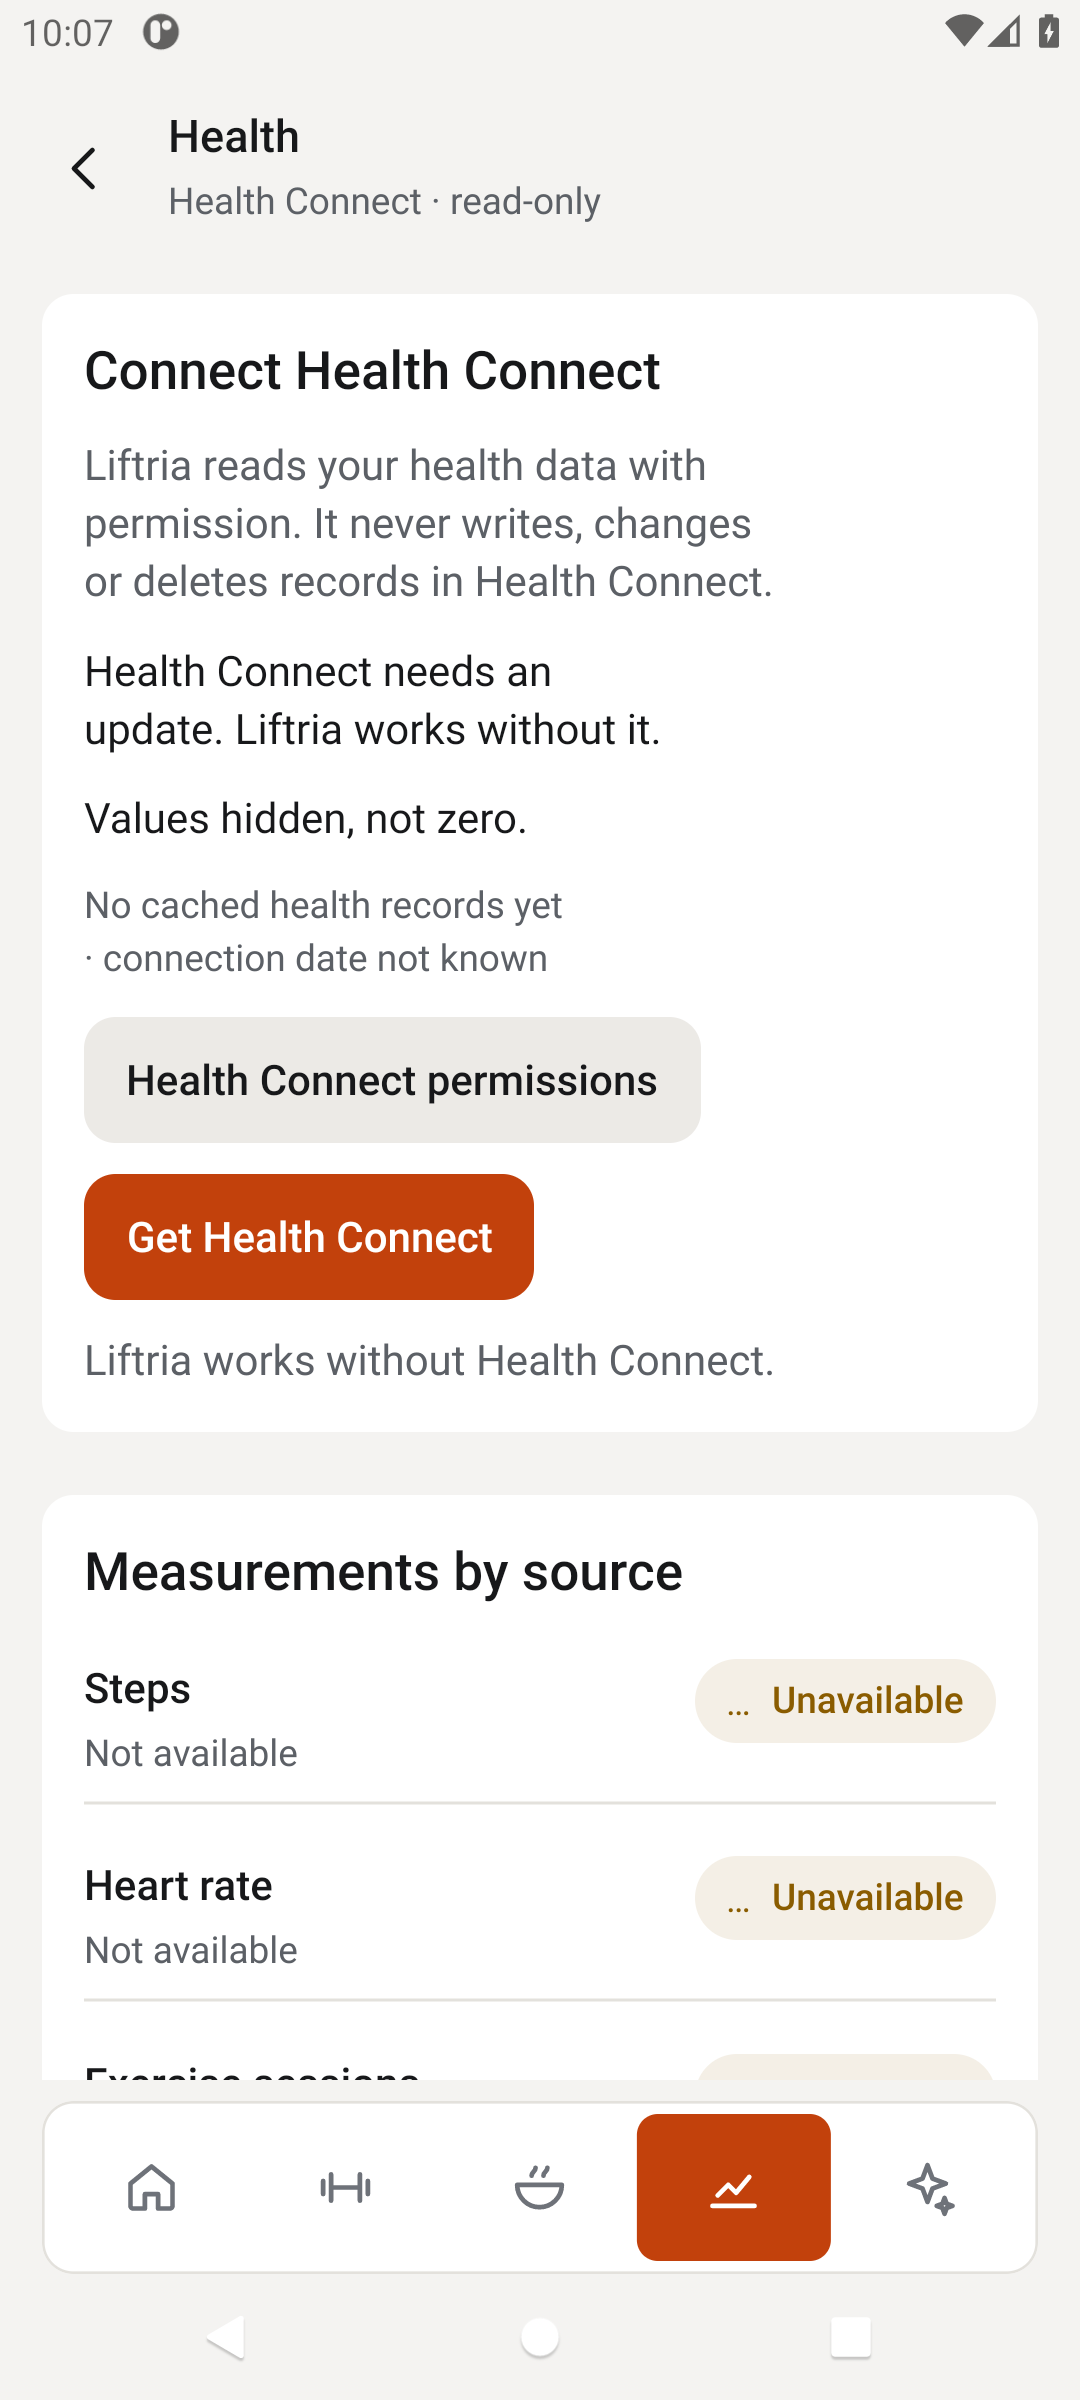 10:07
Health
Health Connect · read-only
Connect Health Connect
Liftria reads your health data with
permission. It never writes, changes
or deletes records in Health Connect.
Health Connect needs an
update. Liftria works without it.
Values hidden, not zero.
No cached health records yet
· connection date not known
Health Connect permissions
Get Health Connect
Liftria works without Health Connect.
Measurements by source
Steps
... Unavailable
Not available
Heart rate
... Unavailable
Not available
Exercise sessions